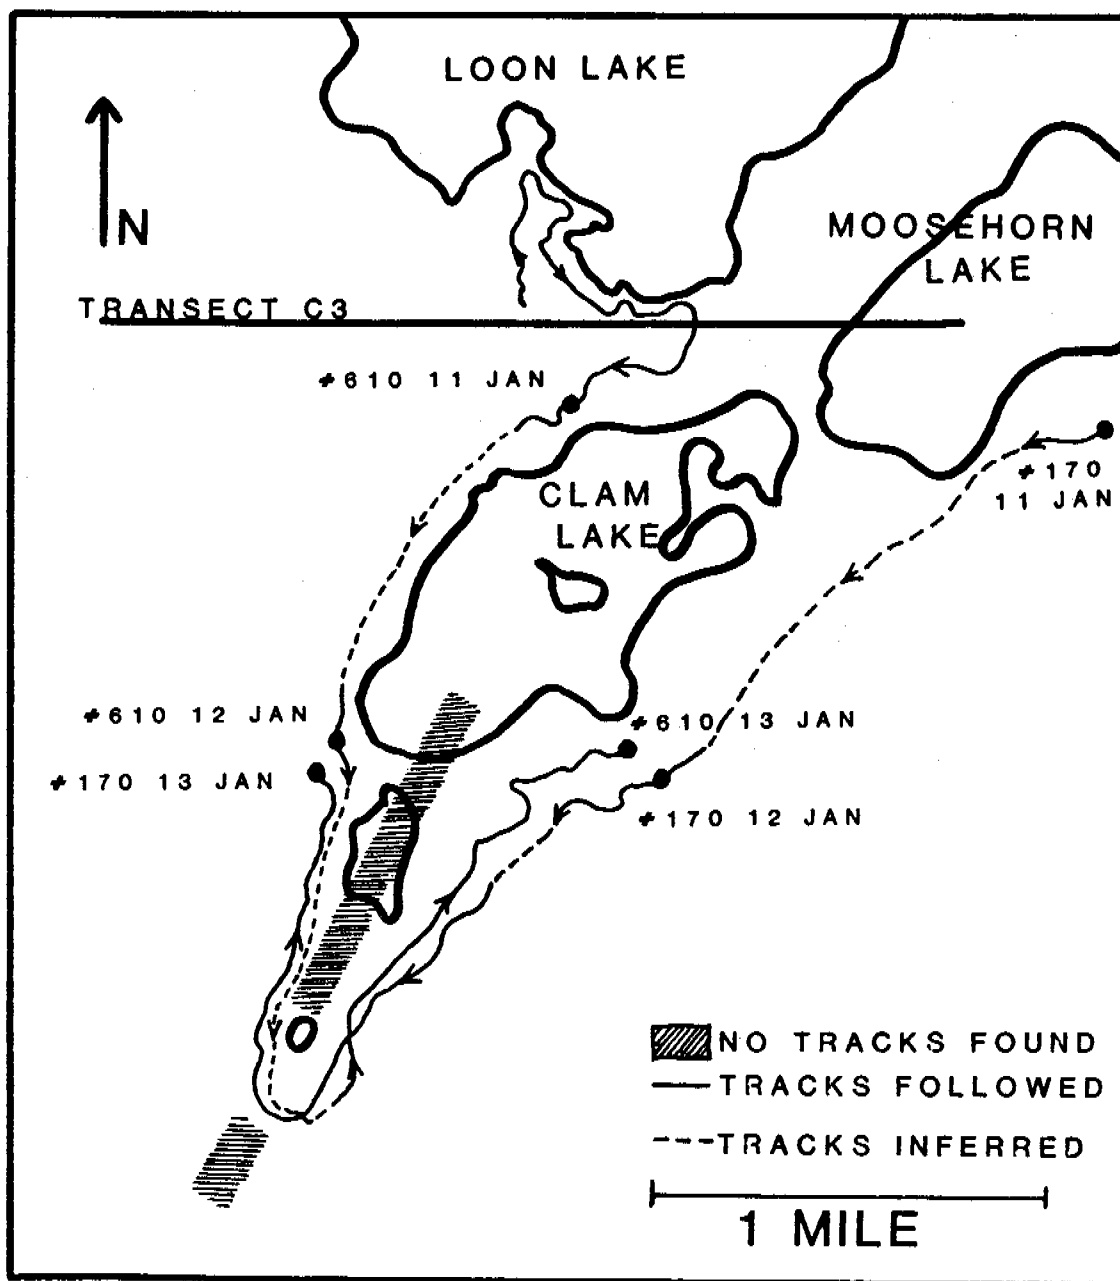 LOON LAKE
N
MOOSEHORN
LAKE
TRANSECT C3
#610 11 JAN
#170
11 JAN
CLAM
LAKE
#610 12 JAN
#610 13 JAN
#170 13 JAN
#170 12 JAN
NO TRACKS FOUND
TRACKS FOLLOWED
TRACKS INFERRED
1 MILE